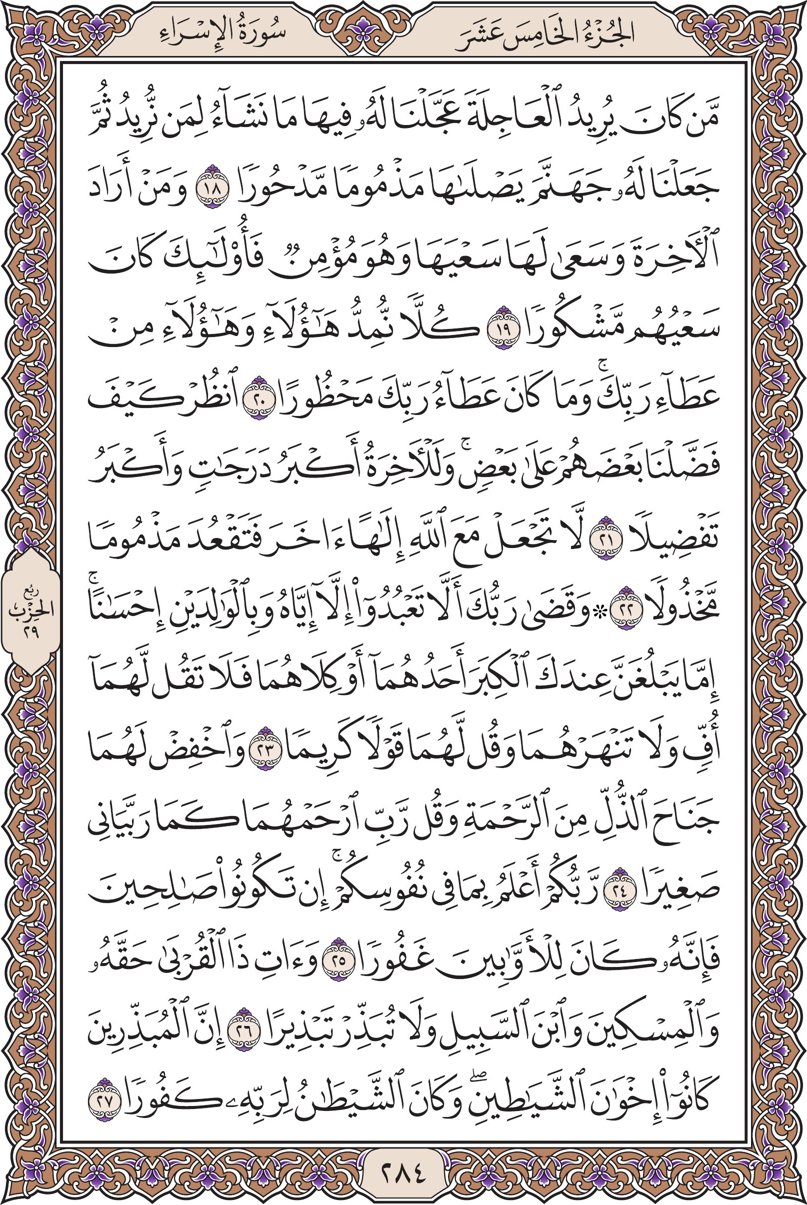 الجُزْءُ الخَامِسَ عَشَرَ
سُورَةُ الإِسْرَاءِ
مَّن كَانَ يُرِيدُ ٱلْعَاجِلَةَ عَجَّلْنَا لَهُۥ فِيهَا مَا نَشَآءُ لِمَن نُّرِيدُ ثُمَّ
جَعَلْنَا لَهُۥ جَهَنَّمَ يَصْلَىٰهَا مَذْمُومًا مَّدْحُورًا ١٨ وَمَنْ أَرَادَ
ٱلْأٓخِرَةَ وَسَعَىٰ لَهَا سَعْيَهَا وَهُوَ مُؤْمِنٌ فَأُو۟لَٰٓئِكَ كَانَ
سَعْيُهُم مَّشْكُورًا ١٩ كُلًّا نُّمِدُّ هَٰٓؤُلَآءِ وَهَٰٓؤُلَآءِ مِنْ
عَطَآءِ رَبِّكَۚ وَمَا كَانَ عَطَآءُ رَبِّكَ مَحْظُورًا ٢٠ ٱنظُرْ كَيْفَ
فَضَّلْنَا بَعْضَهُمْ عَلَىٰ بَعْضٍۚ وَلَلْأٓخِرَةُ أَكْبَرُ دَرَجَٰتٍ وَأَكْبَرُ
تَفْضِيلًا ٢١ لَّا تَجْعَلْ مَعَ ٱللَّهِ إِلَٰهًا ءَاخَرَ فَتَقْعُدَ مَذْمُومًا
مَّخْذُولًا ٢٢ ۞ وَقَضَىٰ رَبُّكَ أَلَّا تَعْبُدُوٓا۟ إِلَّآ إِيَّاهُ وَبِٱلْوَٰلِدَيْنِ إِحْسَٰنًاۚ
إِمَّا يَبْلُغَنَّ عِندَكَ ٱلْكِبَرَ أَحَدُهُمَآ أَوْ كِلَاهُمَا فَلَا تَقُل لَّهُمَآ
أُفٍّ وَلَا تَنْهَرْهُمَا وَقُل لَّهُمَا قَوْلًا كَرِيمًا ٢٣ وَٱخْفِضْ لَهُمَا
جَنَاحَ ٱلذُّلِّ مِنَ ٱلرَّحْمَةِ وَقُل رَّبِّ ٱرْحَمْهُمَا كَمَا رَبَّيَانِى
صَغِيرًا ٢٤ رَّبُّكُمْ أَعْلَمُ بِمَا فِى نُفُوسِكُمْۚ إِن تَكُونُوا۟ صَٰلِحِينَ
فَإِنَّهُۥ كَانَ لِلْأَوَّٰبِينَ غَفُورًا ٢٥ وَءَاتِ ذَا ٱلْقُرْبَىٰ حَقَّهُۥ
وَٱلْمِسْكِينَ وَٱبْنَ ٱلسَّبِيلِ وَلَا تُبَذِّرْ تَبْذِيرًا ٢٦ إِنَّ ٱلْمُبَذِّرِينَ
كَانُوٓا۟ إِخْوَٰنَ ٱلشَّيَٰطِينِۖ وَكَانَ ٱلشَّيْطَٰنُ لِرَبِّهِۦ كَفُورًا ٢٧
رُبْع
الحِزْب
٢٩
٢٨٤